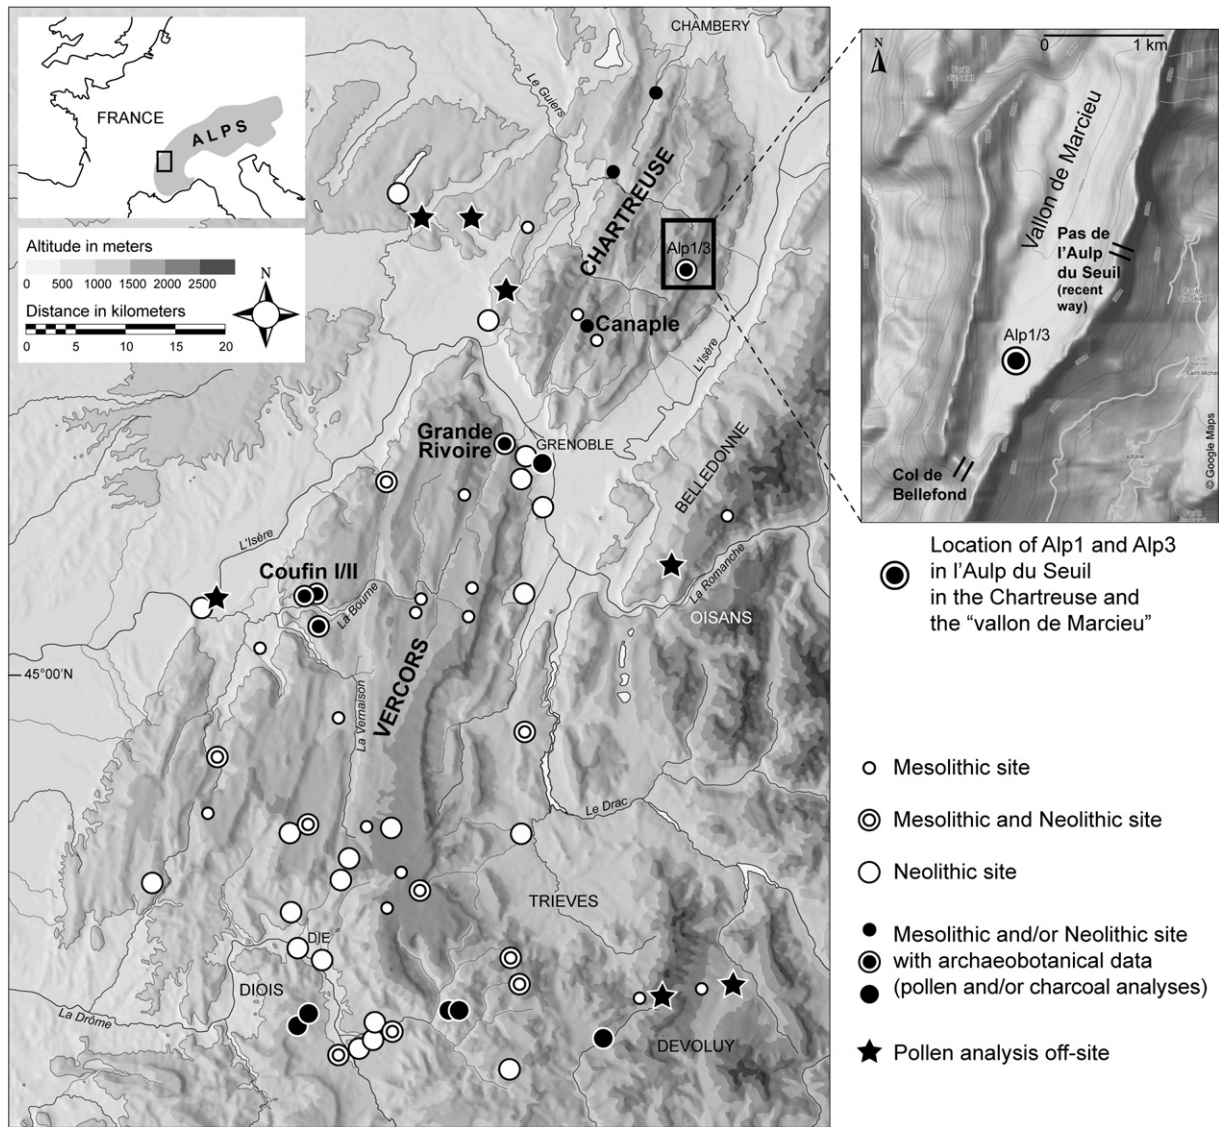 FRANCE
ALPS
Altitude in meters
0 500 1000 1500 2000 2500
Distance in kilometers
0 5 10 15 20
N
CHAMBERY
Le Guiers
CHARTREUSE
Alp1/3
Canaple
L'Isère
Grande
Rivoire
GRENOBLE
BELLEDONNE
L'Isère
Coufin I/II
La Bourne
La Romanche
OISANS
45°00'N
VERCORS
La Vernaison
Le Drac
TRIEVES
DIE
DIOIS
La Drôme
DEVOLUY
N
0 1 km
Vallon de Marcieu
Pas de
l'Aulp
du Seuil
(recent
way)
Alp1/3
Col de
Bellefond
© Google Maps
Location of Alp1 and Alp3
in l'Aulp du Seuil
in the Chartreuse and
the “vallon de Marcieu”
Mesolithic site
Mesolithic and Neolithic site
Neolithic site
Mesolithic and/or Neolithic site
with archaeobotanical data
(pollen and/or charcoal analyses)
Pollen analysis off-site